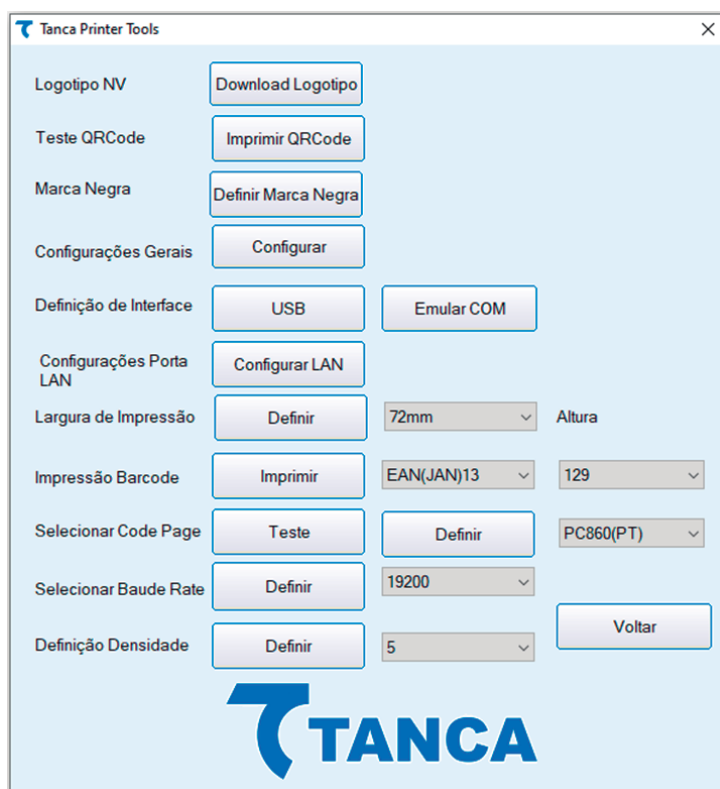 Tanca Printer Tools
Logotipo NV Download Logotipo
Teste QRCode Imprimir QRCode
Marca Negra Definir Marca Negra
Configurações Gerais Configurar
Definição de Interface USB Emular COM
Configurações Porta
LAN Configurar LAN
Largura de Impressão Definir 72mm Altura
Impressão Barcode Imprimir EAN(JAN)13 129
Selecionar Code Page Teste Definir PC860(PT)
Selecionar Baude Rate Definir 19200
Voltar
Definição Densidade Definir 5
TANCA